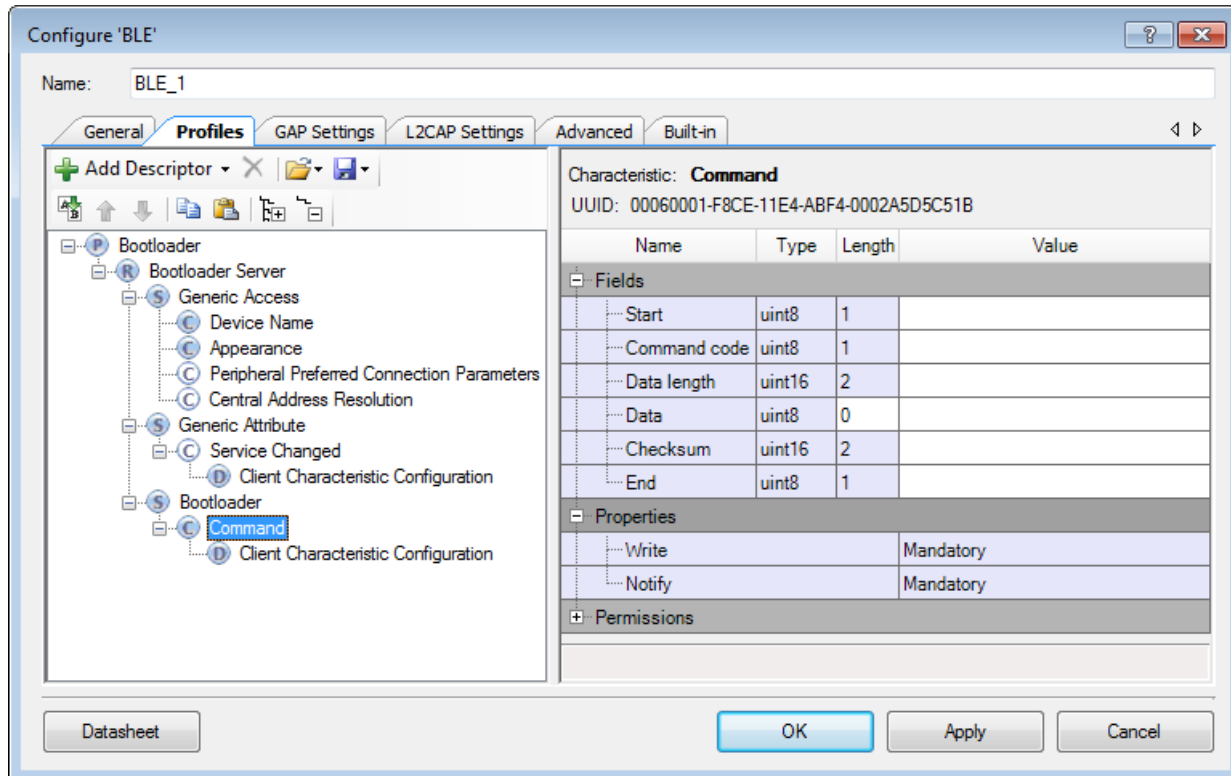 Configure 'BLE'
Name: BLE_1
General Profiles GAP Settings L2CAP Settings Advanced Built-in
Add Descriptor
P Bootloader
R Bootloader Server
S Generic Access
C Device Name
C Appearance
C Peripheral Preferred Connection Parameters
C Central Address Resolution
S Generic Attribute
C Service Changed
D Client Characteristic Configuration
S Bootloader
C Command
D Client Characteristic Configuration
Characteristic: Command
UUID: 00060001-F8CE-11E4-ABF4-0002A5D5C51B
Name Type Length Value
Fields
Start uint8 1
Command code uint8 1
Data length uint16 2
Data uint8 0
Checksum uint16 2
End uint8 1
Properties
Write Mandatory
Notify Mandatory
Permissions
Datasheet OK Apply Cancel